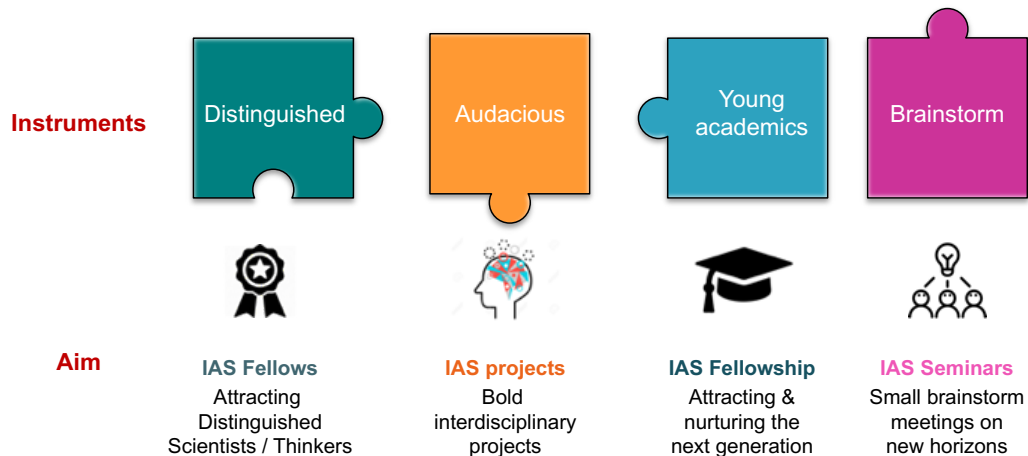 Instruments
Distinguished
Audacious
Young
academics
Brainstorm
Aim
IAS Fellows
Attracting
Distinguished
Scientists / Thinkers
IAS projects
Bold
interdisciplinary
projects
IAS Fellowship
Attracting &
nurturing the
next generation
IAS Seminars
Small brainstorm
meetings on
new horizons